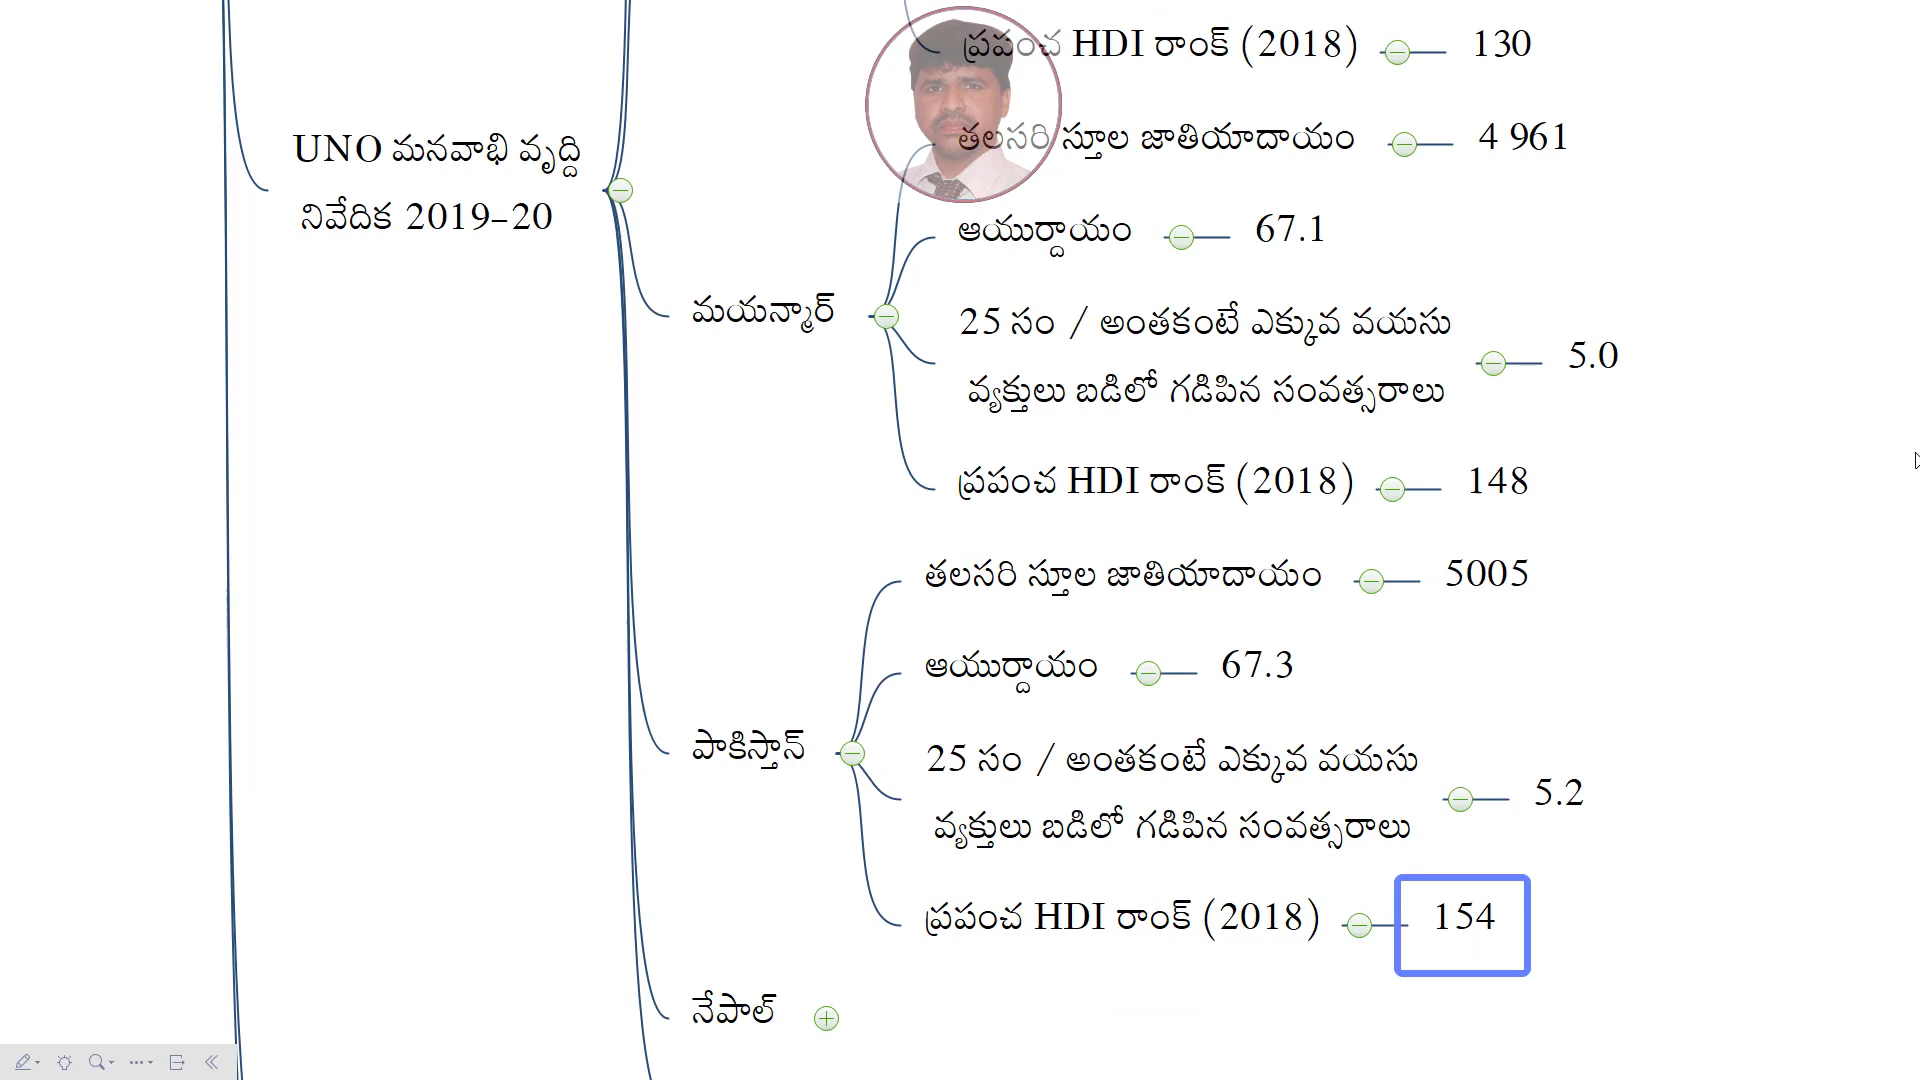 ప్రపంచ HDI రాంక్ (2018) 130
తలసరి స్తూల జాతియాదాయం 4 961
UNO మనవాభి వృద్ది
నివేదిక 2019-20
ఆయుర్దాయం 67.1
మయన్మార్
25 సం / అంతకంటే ఎక్కువ వయసు
వ్యక్తులు బడిలో గడిపిన సంవత్సరాలు 5.0
ప్రపంచ HDI రాంక్ (2018) 148
తలసరి స్తూల జాతియాదాయం 5005
ఆయుర్దాయం 67.3
పాకిస్తాన్
25 సం / అంతకంటే ఎక్కువ వయసు
వ్యక్తులు బడిలో గడిపిన సంవత్సరాలు 5.2
ప్రపంచ HDI రాంక్ (2018) 154
నేపాల్